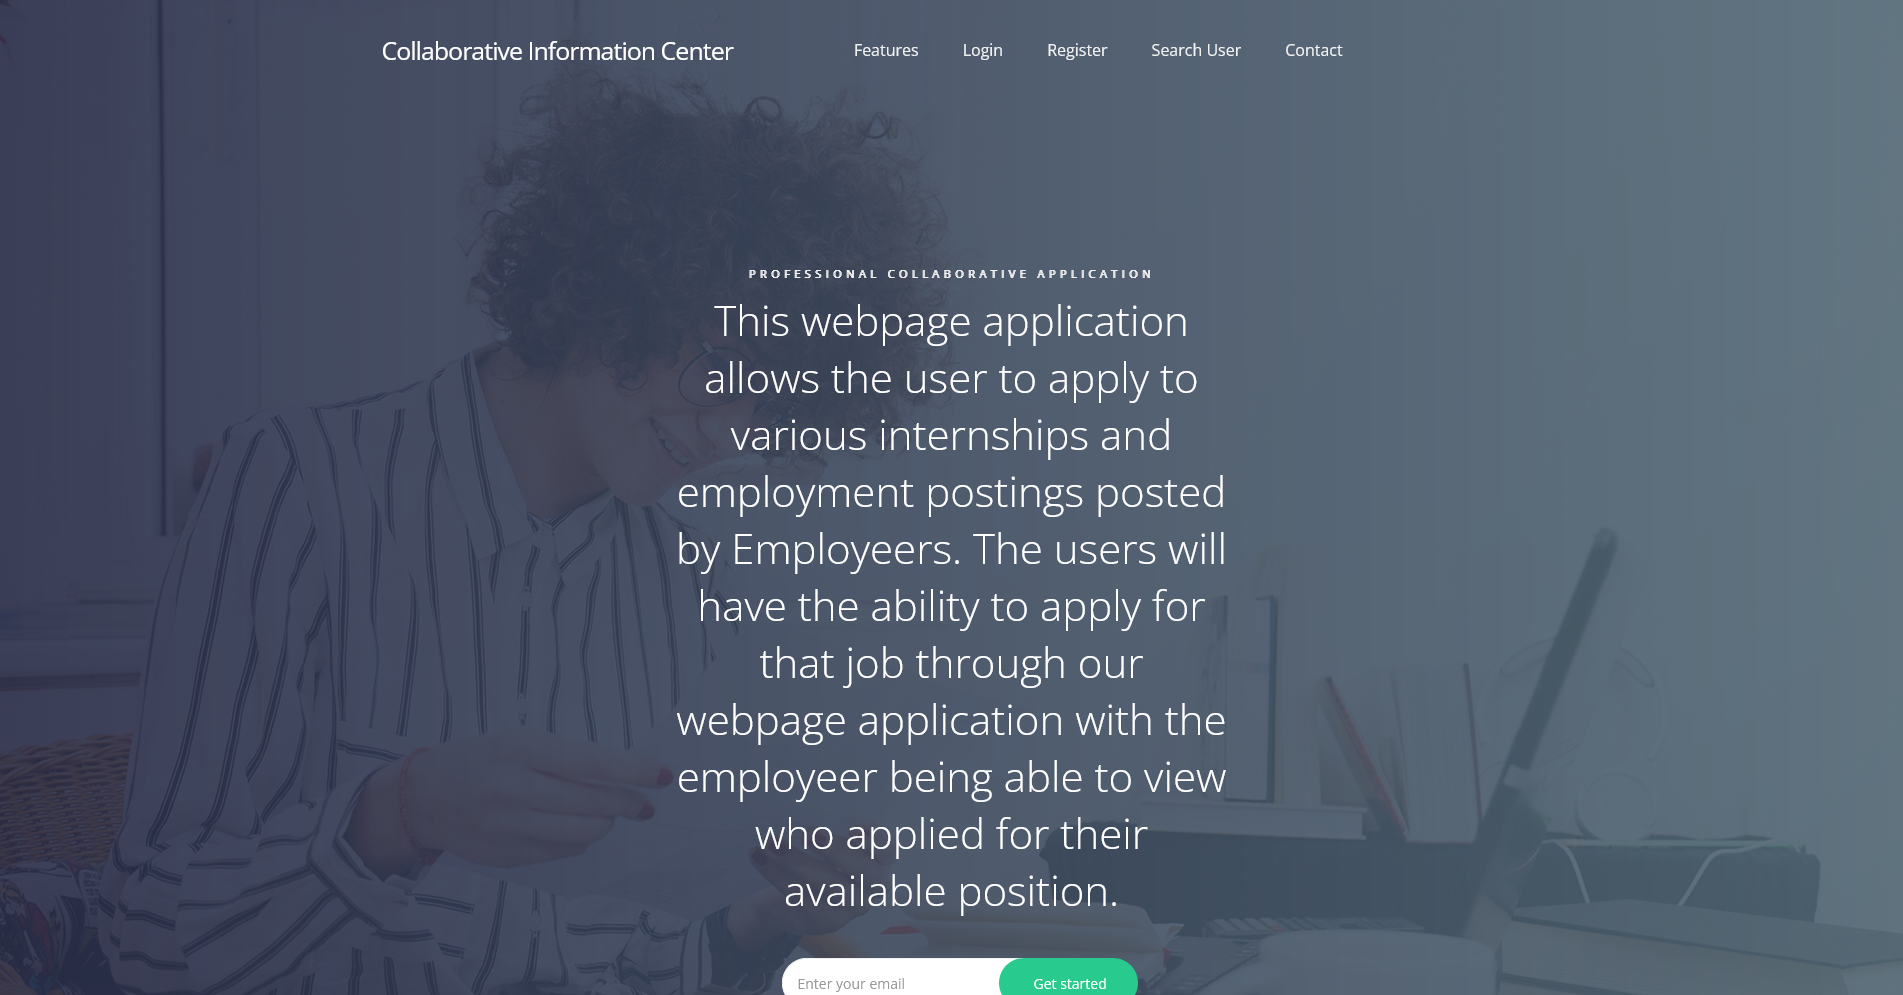 Collaborative Information Center
Features Login Register Search User Contact
PROFESSIONAL COLLABORATIVE APPLICATION
This webpage application
allows the user to apply to
various internships and
employment postings posted
by Employeers. The users will
have the ability to apply for
that job through our
webpage application with the
employeer being able to view
who applied for their
available position.
Enter your email Get started